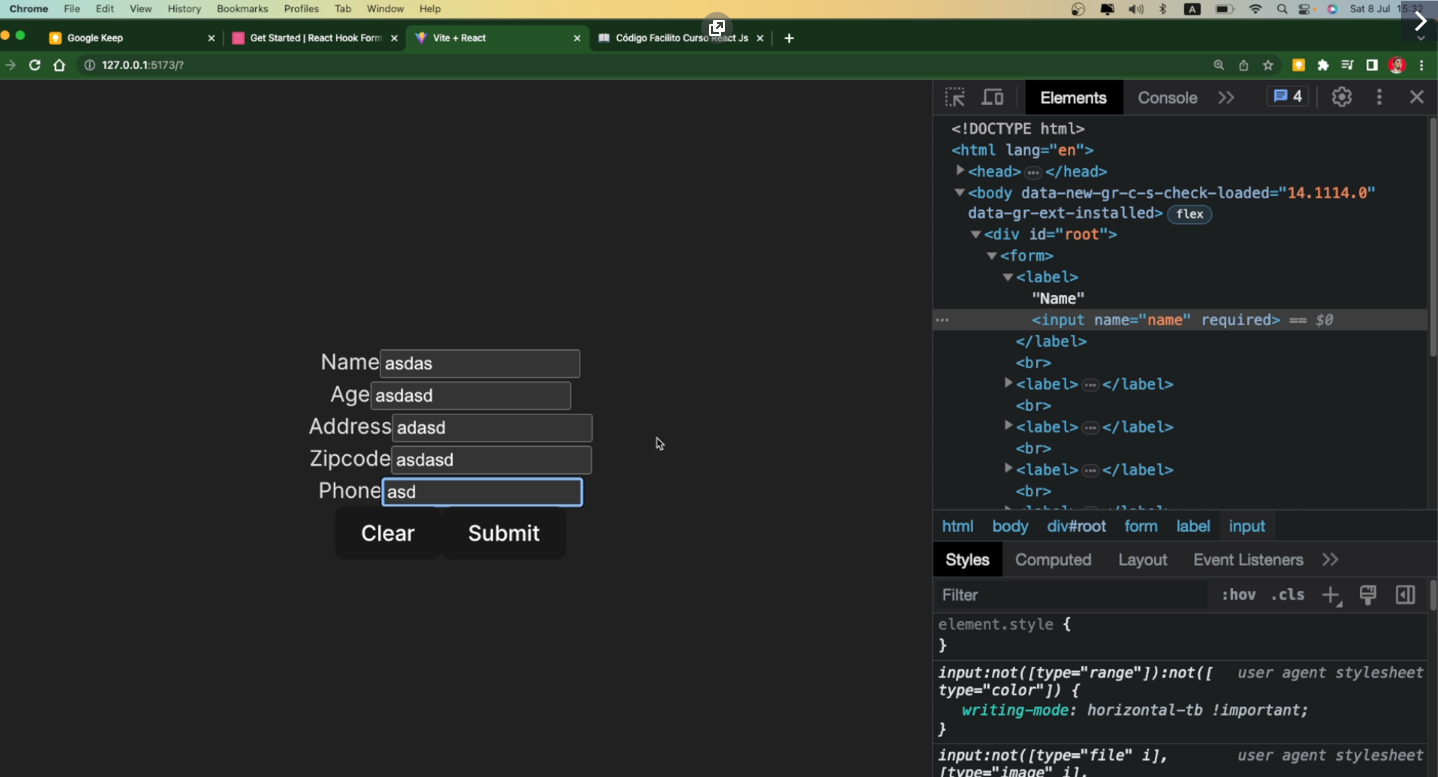 Chrome File Edit View History Bookmarks Profiles Tab Window Help A Sat 8 Jul 15:32
Google Keep Get Started | React Hook Form Vite + React Código Facilito Curso React Js
127.0.0.1:5173/?
Elements Console 4
<!DOCTYPE html>
<html lang="en">
<head> ••• </head>
<body data-new-gr-c-s-check-loaded="14.1114.0"
data-gr-ext-installed> flex
<div id="root">
<form>
<label>
"Name"
••• <input name="name" required> == $0
</label>
<br>
<label> ••• </label>
<br>
<label> ••• </label>
<br>
<label> ••• </label>
<br>
Name asdas
Age asdasd
Address adasd
Zipcode asdasd
Phone asd
Clear Submit
html body div#root form label input
Styles Computed Layout Event Listeners
Filter :hov .cls
element.style {
}
input:not([type="range"]):not([ user agent stylesheet
type="color"]) {
writing-mode: horizontal-tb !important;
}
input:not([type="file" i], user agent stylesheet
[type="image" i],